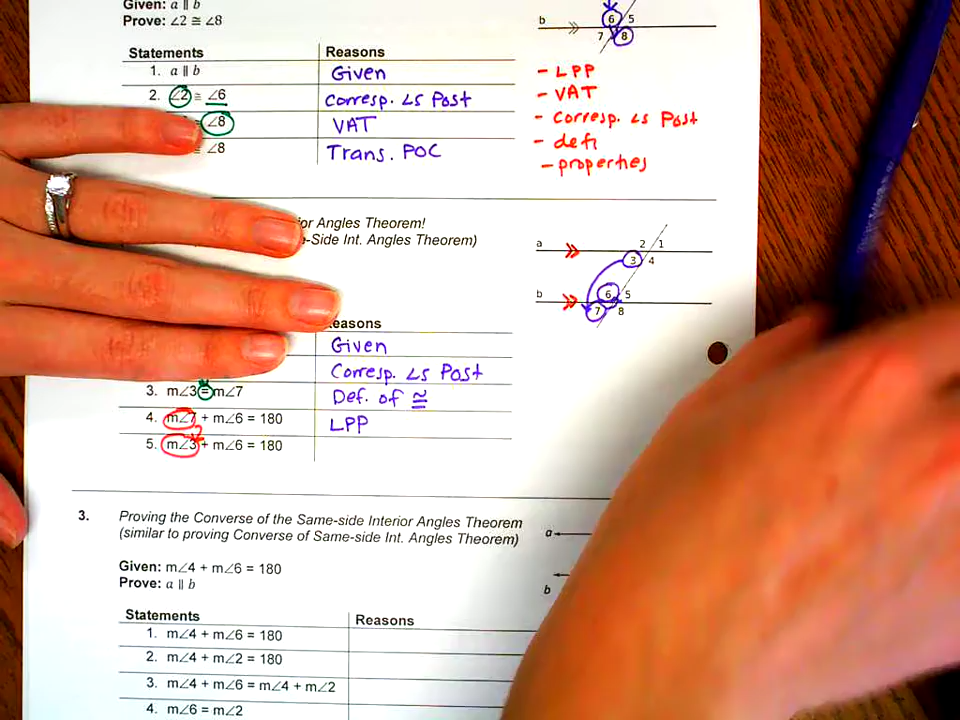 Given: a ∥ b
Prove: ∠2 ≅ ∠8
b 6 5
7 8
Statements Reasons
1. a ∥ b Given
2. ∠2 ≅ ∠6 Corresp. ∠s Post
∠8 VAT
≅ ∠8 Trans. POC
- LPP
- VAT
- Corresp. ∠s Post
- def
- properties
ior Angles Theorem!
-Side Int. Angles Theorem)
a 2 1
3 4
b 6 5
7 8
easons
Given
Corresp. ∠s Post
3. m∠3 = m∠7 Def. of ≅
4. m∠7 + m∠6 = 180 LPP
5. m∠3 + m∠6 = 180
3. Proving the Converse of the Same-side Interior Angles Theorem
(similar to proving Converse of Same-side Int. Angles Theorem)
a
Given: m∠4 + m∠6 = 180
Prove: a ∥ b
b
Statements Reasons
1. m∠4 + m∠6 = 180
2. m∠4 + m∠2 = 180
3. m∠4 + m∠6 = m∠4 + m∠2
4. m∠6 = m∠2